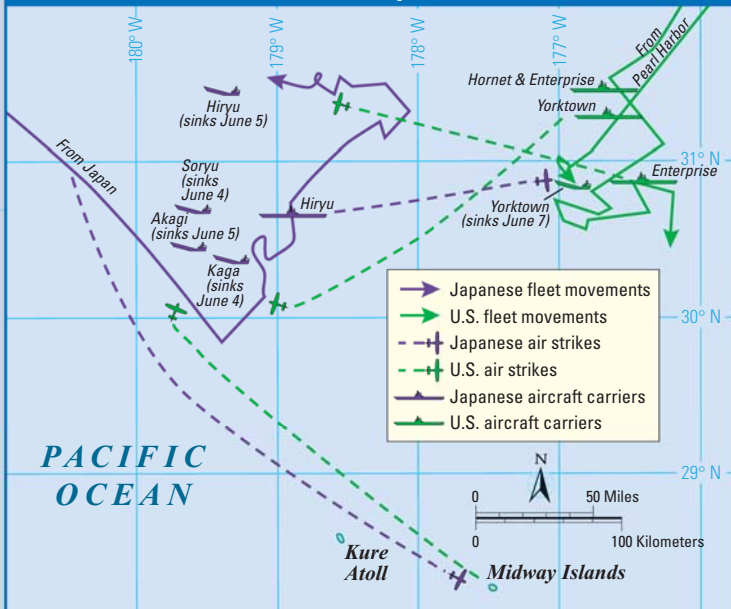 180° W
179° W
178° W
177° W
From
Pearl Harbor
Hornet & Enterprise
Yorktown
Hiryu
(sinks June 5)
31° N
From Japan
Soryu
(sinks
June 4)
Enterprise
Akagi
(sinks June 5)
Hiryu
Yorktown
(sinks June 7)
Kaga
(sinks
June 4)
30° N
Japanese fleet movements
U.S. fleet movements
Japanese air strikes
U.S. air strikes
Japanese aircraft carriers
U.S. aircraft carriers
PACIFIC
OCEAN
29° N
N
0 50 Miles
0 100 Kilometers
Kure
Atoll
Midway Islands